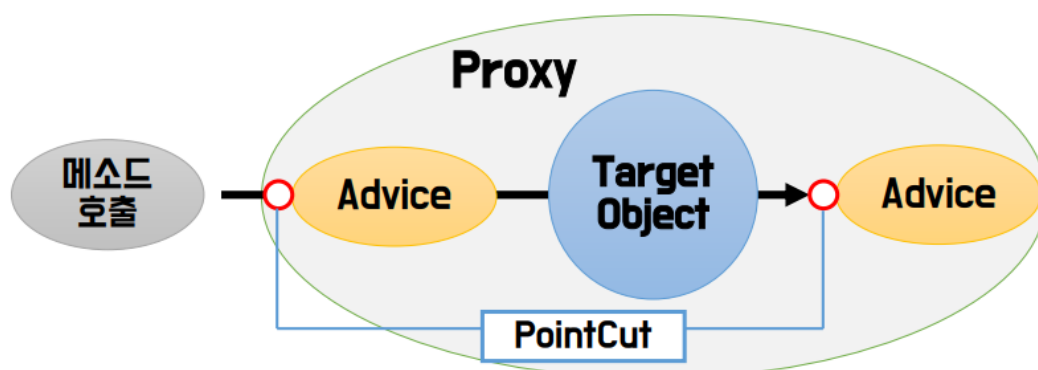 Proxy
메소드
호출
Advice
Target
Object
Advice
PointCut